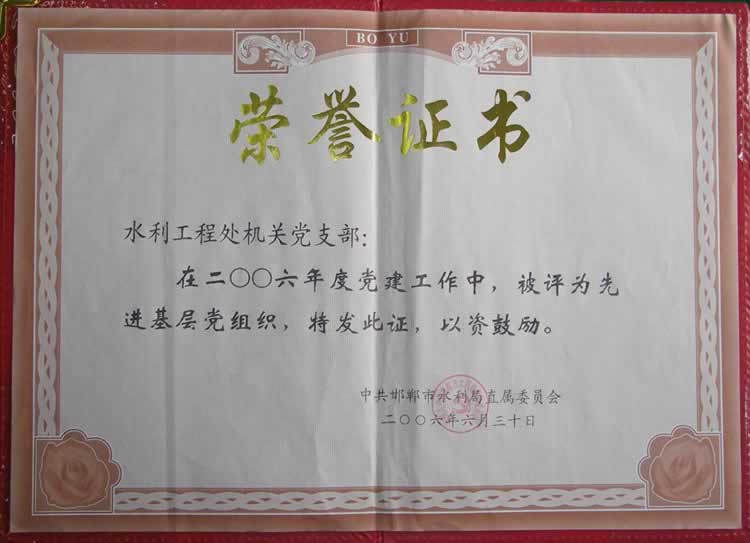 BO YU
荣誉证书
水利工程处机关党支部：
在二〇〇六年度党建工作中，被评为先
进基层党组织，特发此证，以资鼓励。
中共邯郸市水利局直属委员会
二〇〇六年六月三十日